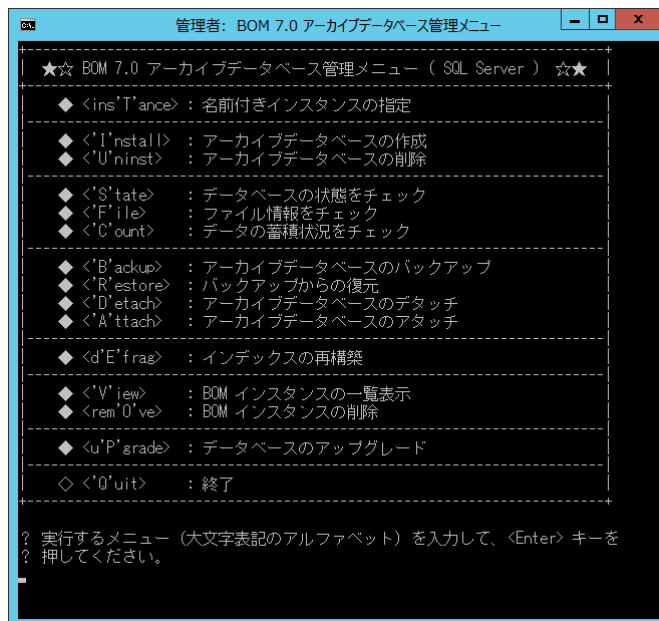 管理者: BOM 7.0 アーカイブデータベース管理メニュー
★☆ BOM 7.0 アーカイブデータベース管理メニュー ( SQL Server ) ☆★
◆ <ins'T'ance> : 名前付きインスタンスの指定
◆ <'I'nstall> : アーカイブデータベースの作成
◆ <'U'ninst> : アーカイブデータベースの削除
◆ <'S'tate> : データベースの状態をチェック
◆ <'F'ile> : ファイル情報をチェック
◆ <'C'ount> : データの蓄積状況をチェック
◆ <'B'ackup> : アーカイブデータベースのバックアップ
◆ <'R'estore> : バックアップからの復元
◆ <'D'etach> : アーカイブデータベースのデタッチ
◆ <'A'ttach> : アーカイブデータベースのアタッチ
◆ <d'E'frag> : インデックスの再構築
◆ <'V'iew> : BOM インスタンスの一覧表示
◆ <rem'O've> : BOM インスタンスの削除
◆ <u'P'grade> : データベースのアップグレード
◇ <'Q'uit> : 終了
? 実行するメニュー (大文字表記のアルファベット) を入力して、<Enter> キーを
? 押してください。